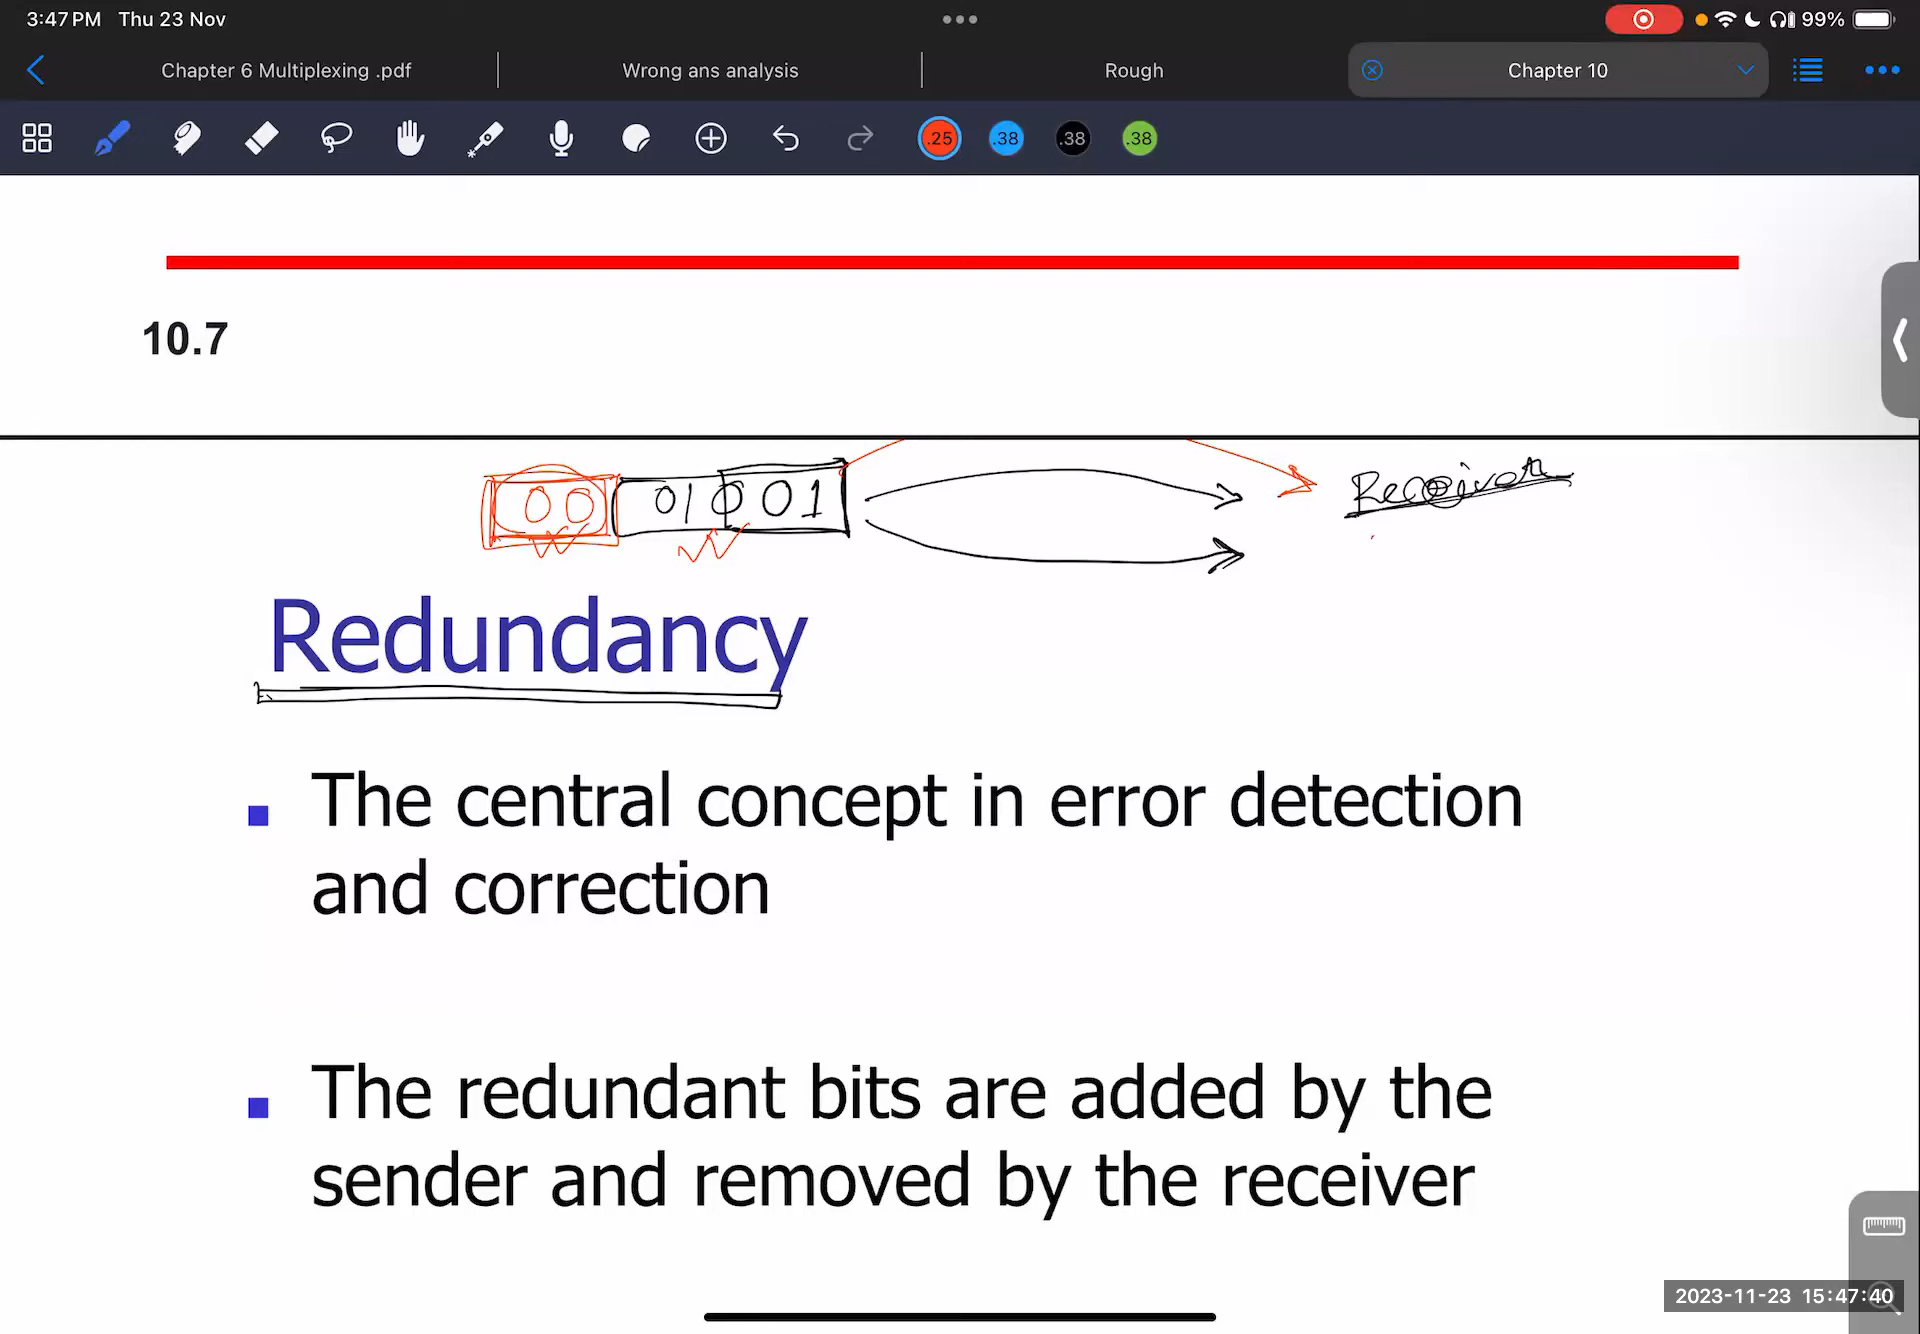 3:47 PM Thu 23 Nov
99%
Chapter 6 Multiplexing .pdf
Wrong ans analysis
Rough
Chapter 10
.25 .38 .38 .38
10.7
00 01001
Receiver
Redundancy
The central concept in error detection
and correction
The redundant bits are added by the
sender and removed by the receiver
2023-11-23 15:47:40